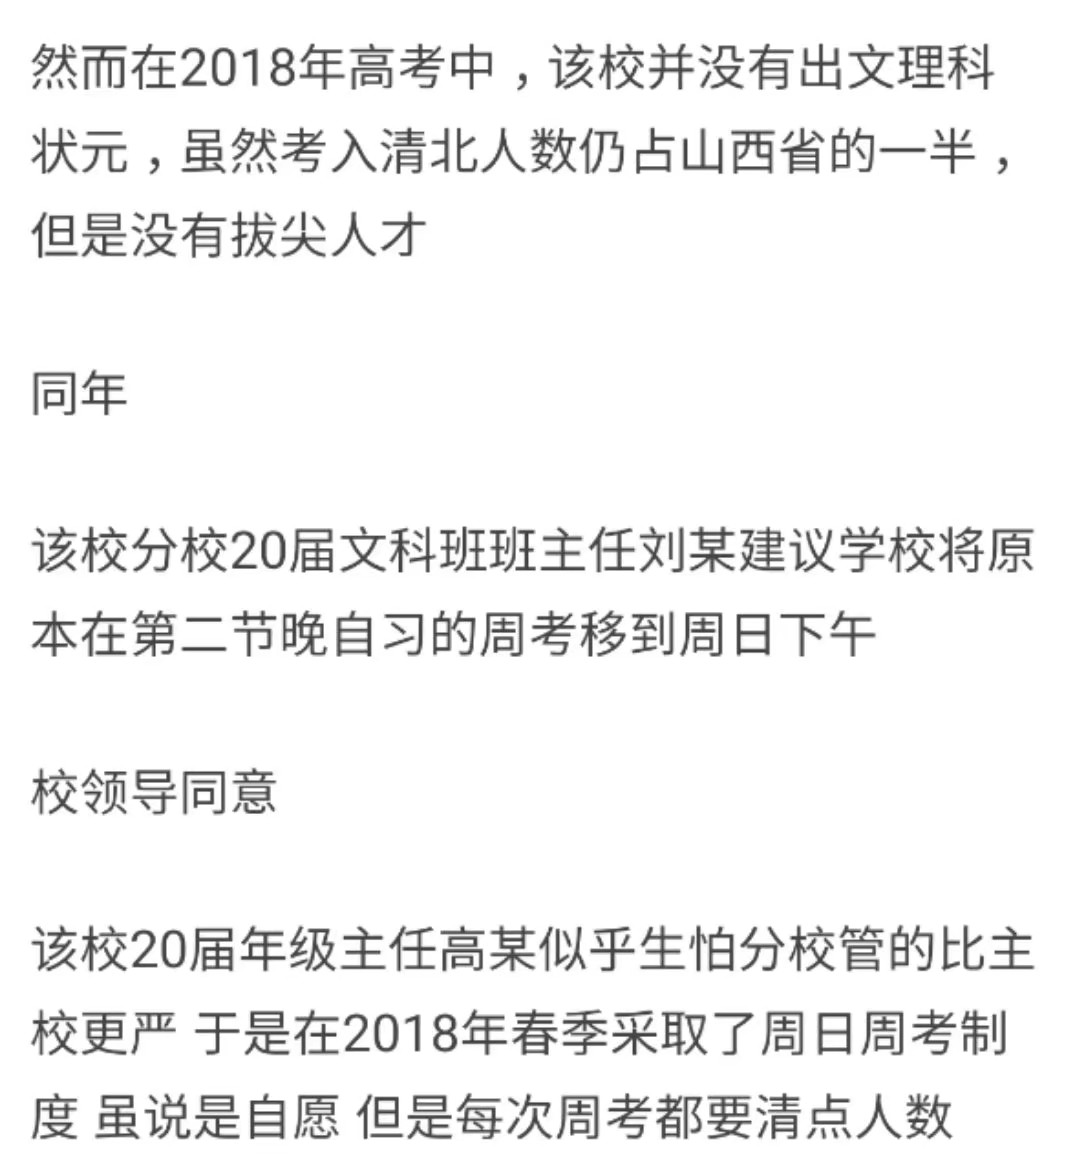 然而在2018年高考中，该校并没有出文理科
状元，虽然考入清北人数仍占山西省的一半，
但是没有拔尖人才
同年
该校分校20届文科班班主任刘某建议学校将原
本在第二节晚自习的周考移到周日下午
校领导同意
该校20届年级主任高某似乎生怕分校管的比主
校更严 于是在2018年春季采取了周日周考制
度 虽说是自愿 但是每次周考都要清点人数